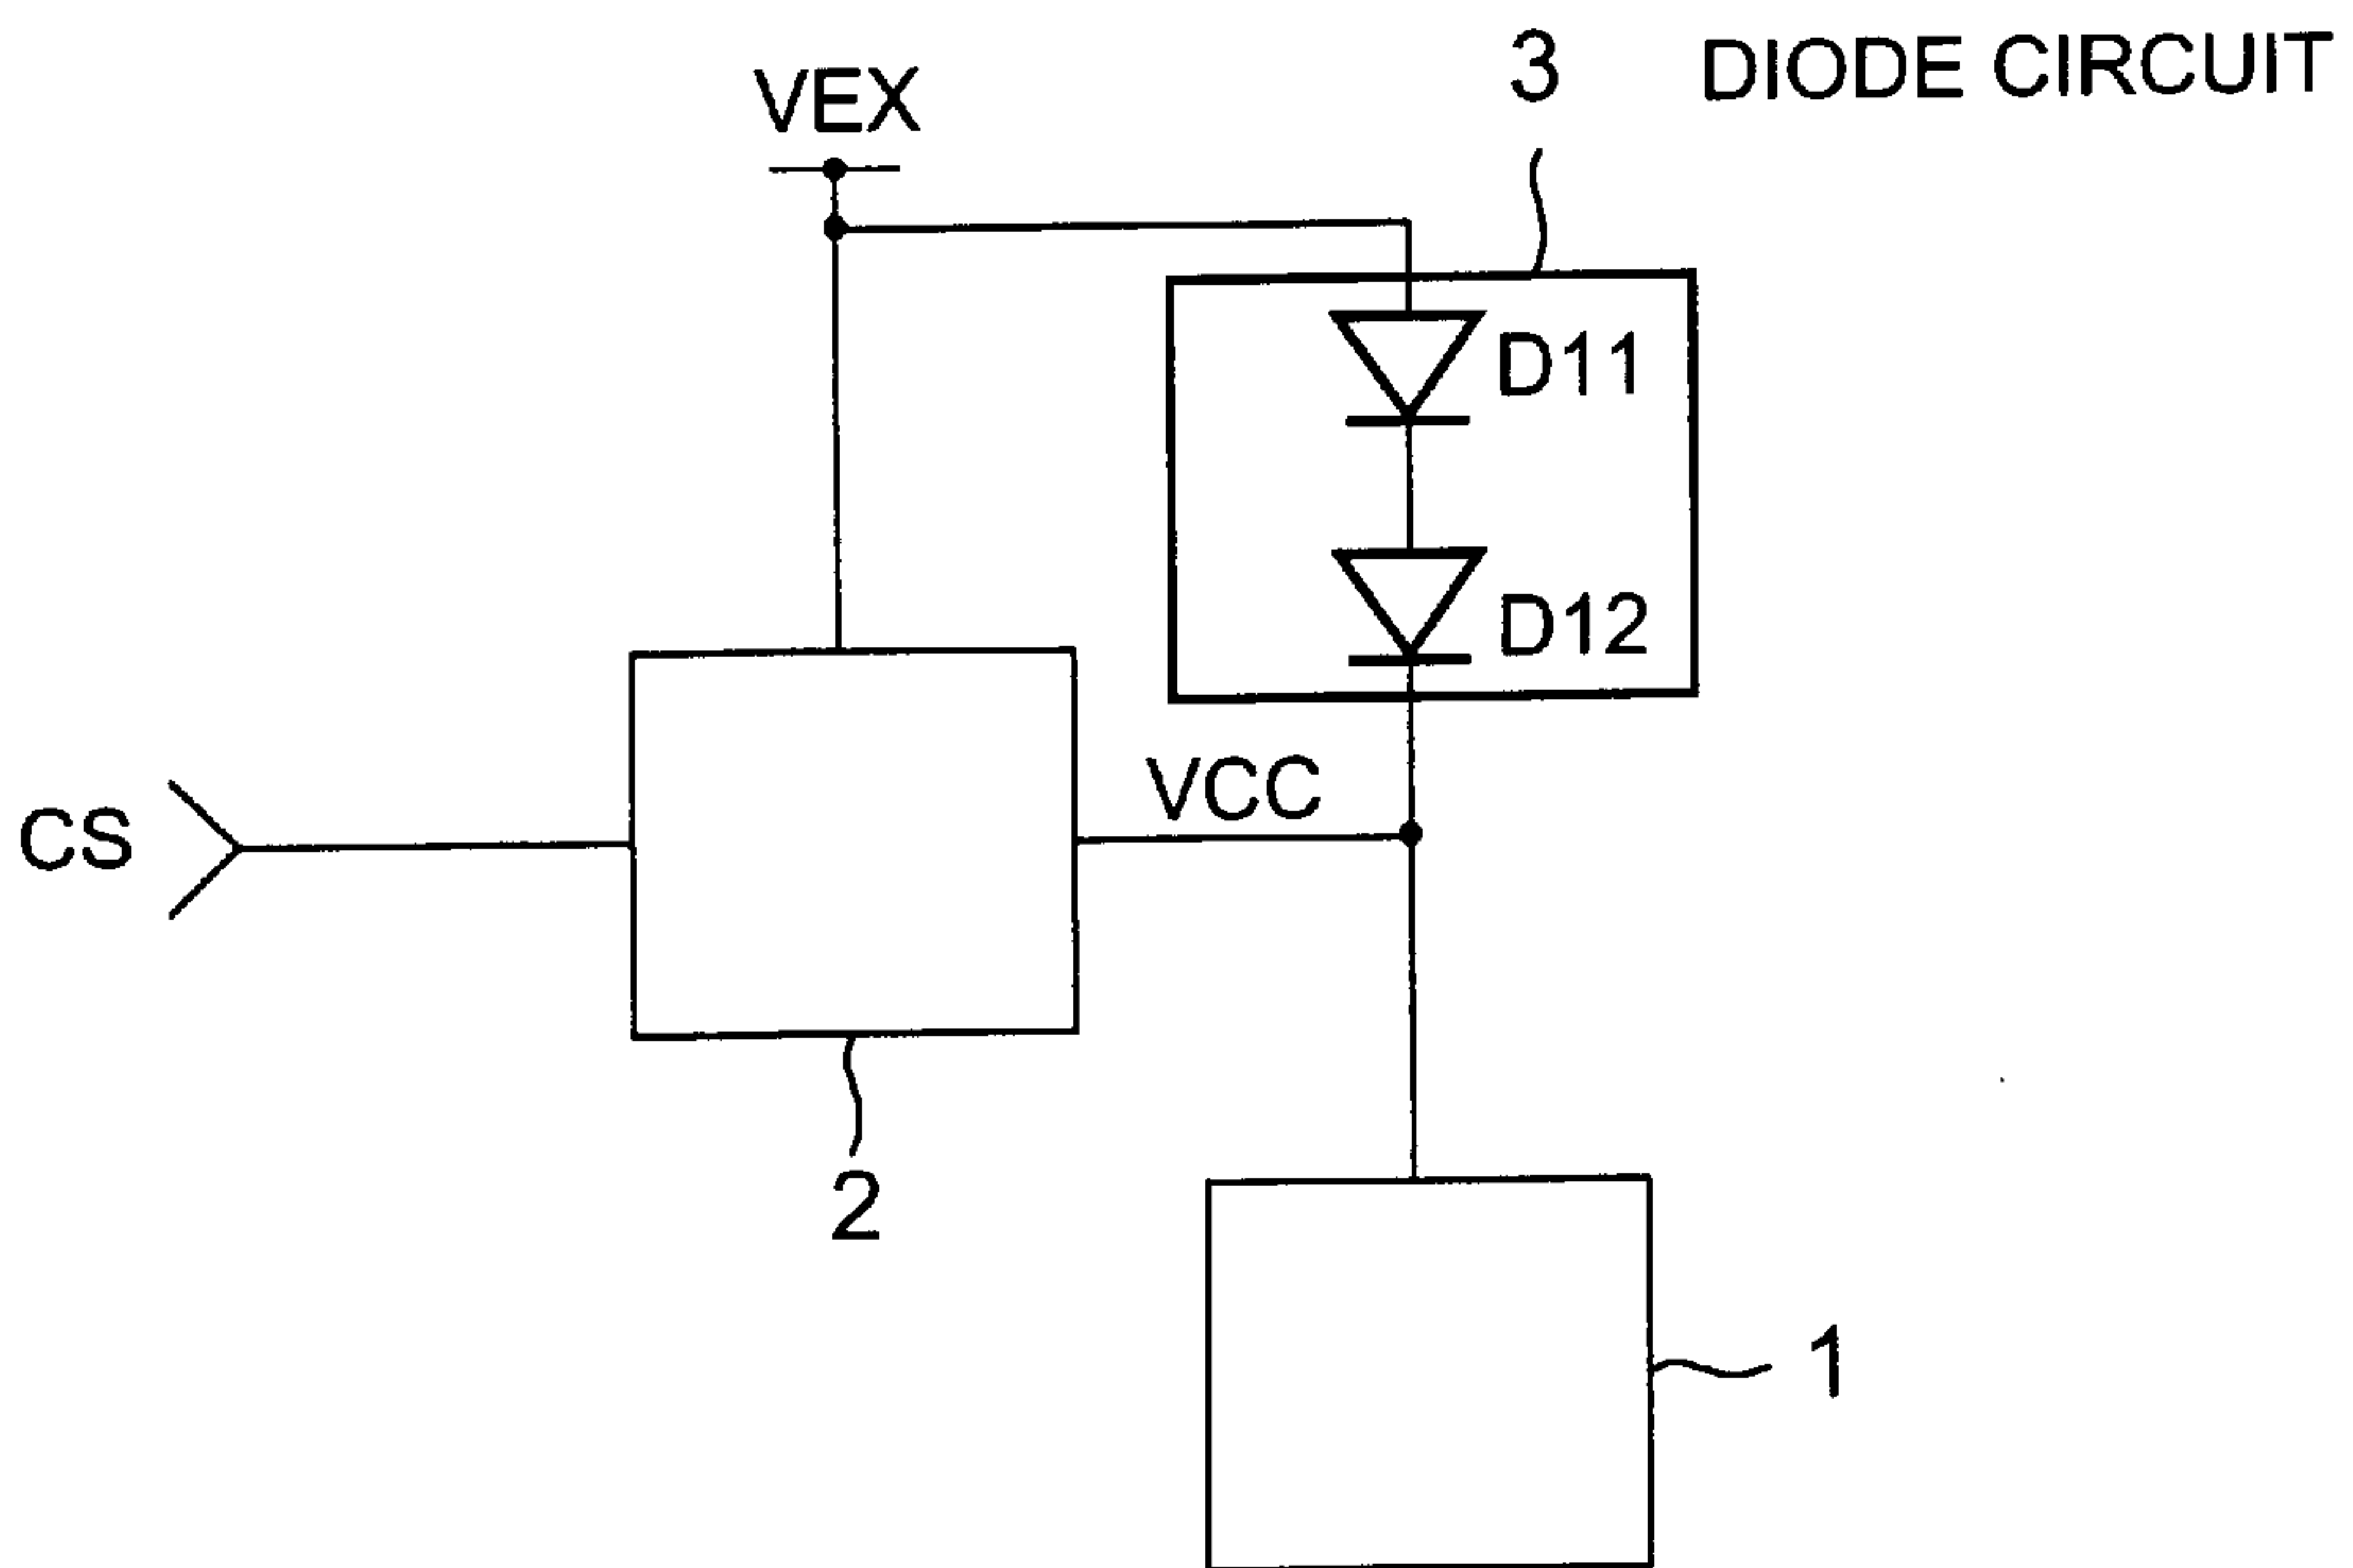 3 DIODE CIRCUIT
VEX
D11
D12
VCC
CS
2
1